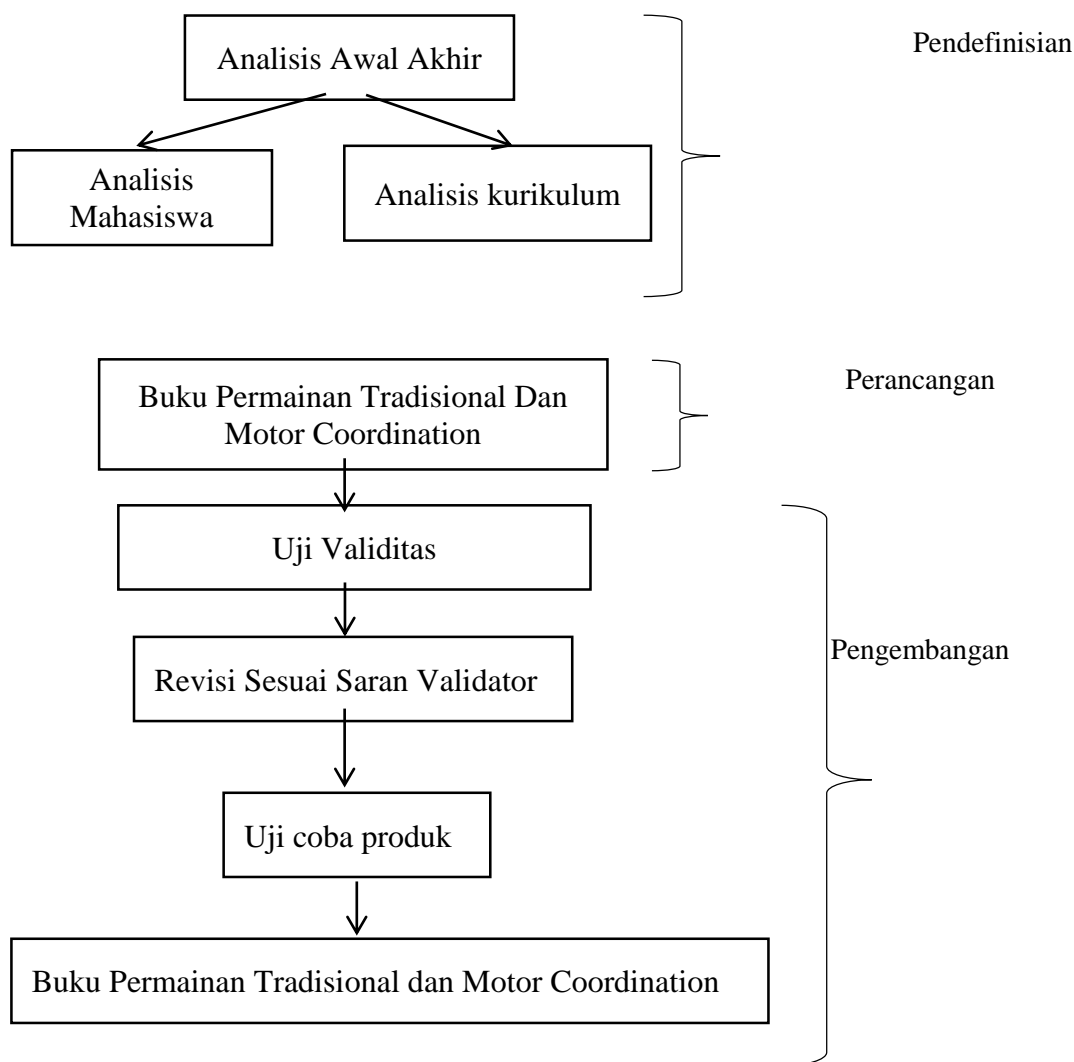 Analisis Awal Akhir
Pendefinisian
Analisis
Mahasiswa
Analisis kurikulum
Buku Permainan Tradisional Dan
Motor Coordination
Perancangan
Uji Validitas
Revisi Sesuai Saran Validator
Pengembangan
Uji coba produk
Buku Permainan Tradisional dan Motor Coordination